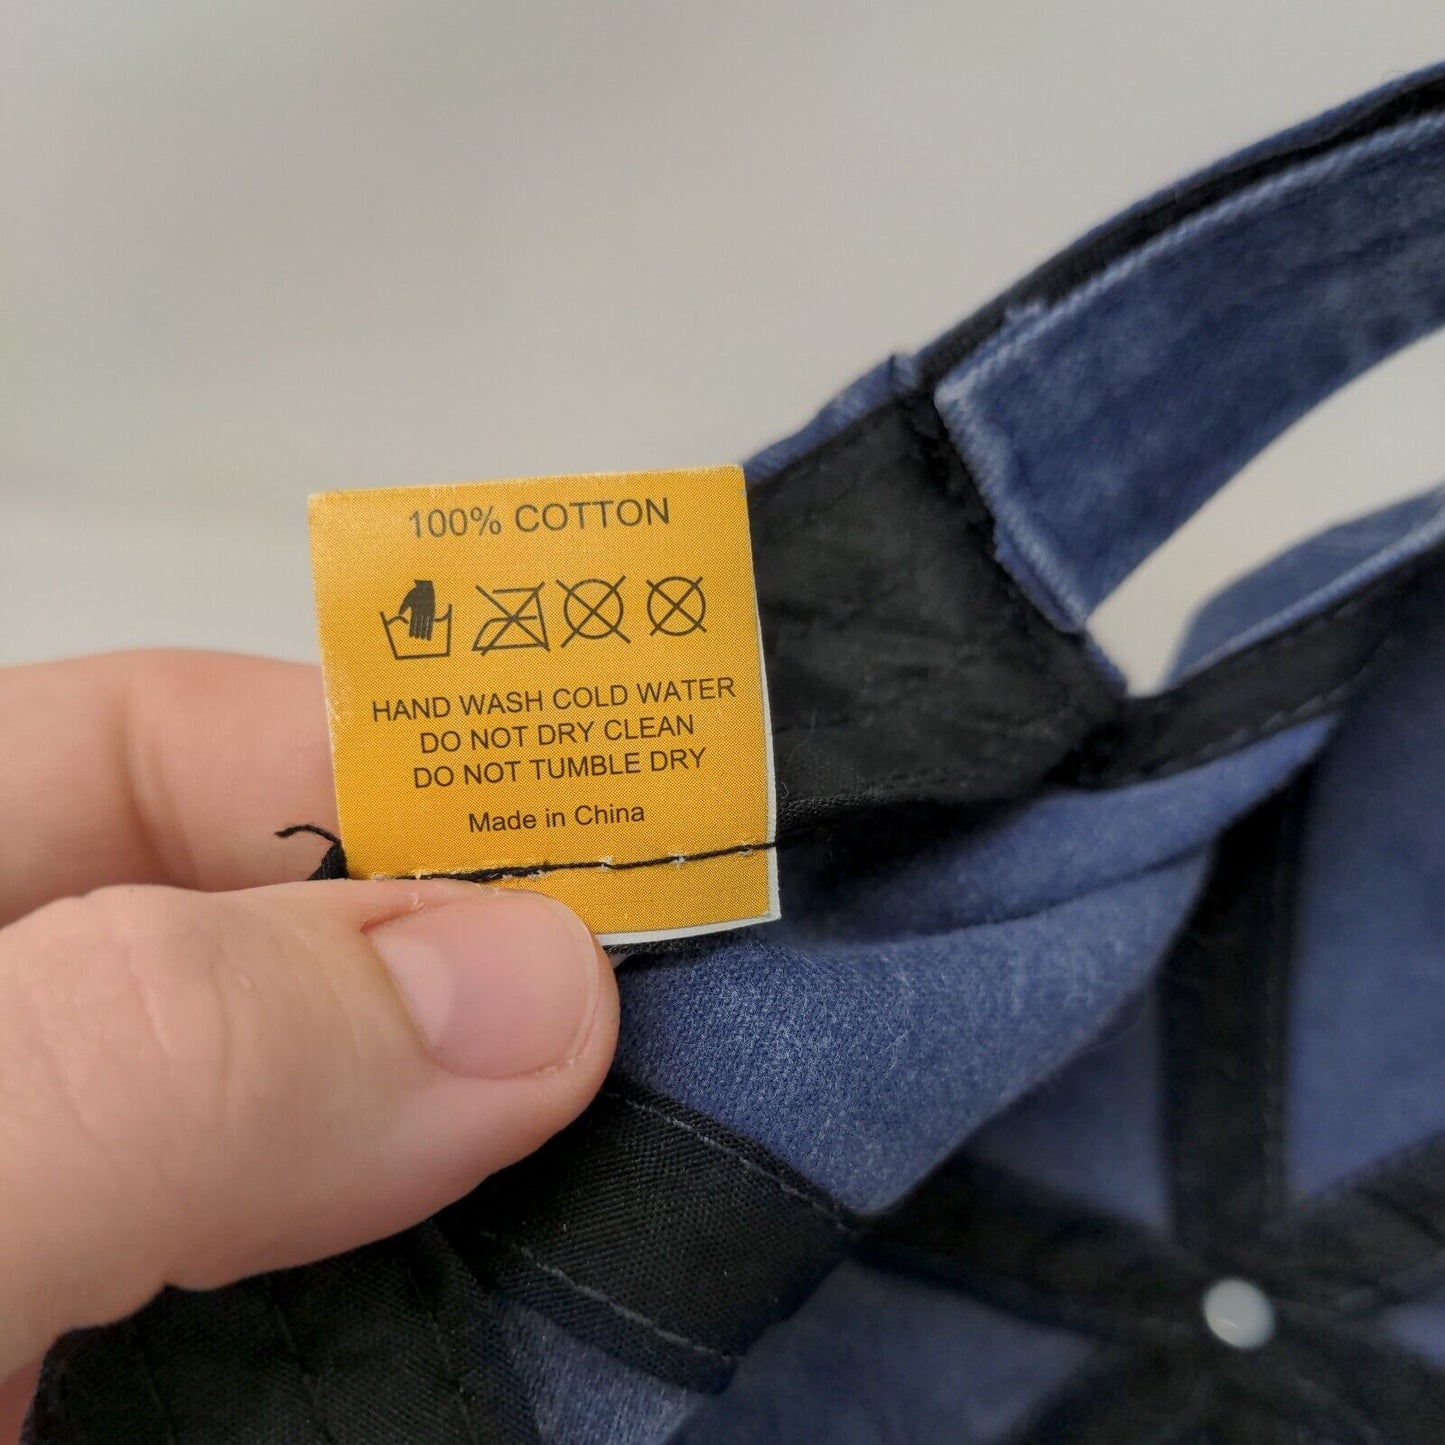 100% COTTON
HAND WASH COLD WATER
DO NOT DRY CLEAN
DO NOT TUMBLE DRY
Made in China